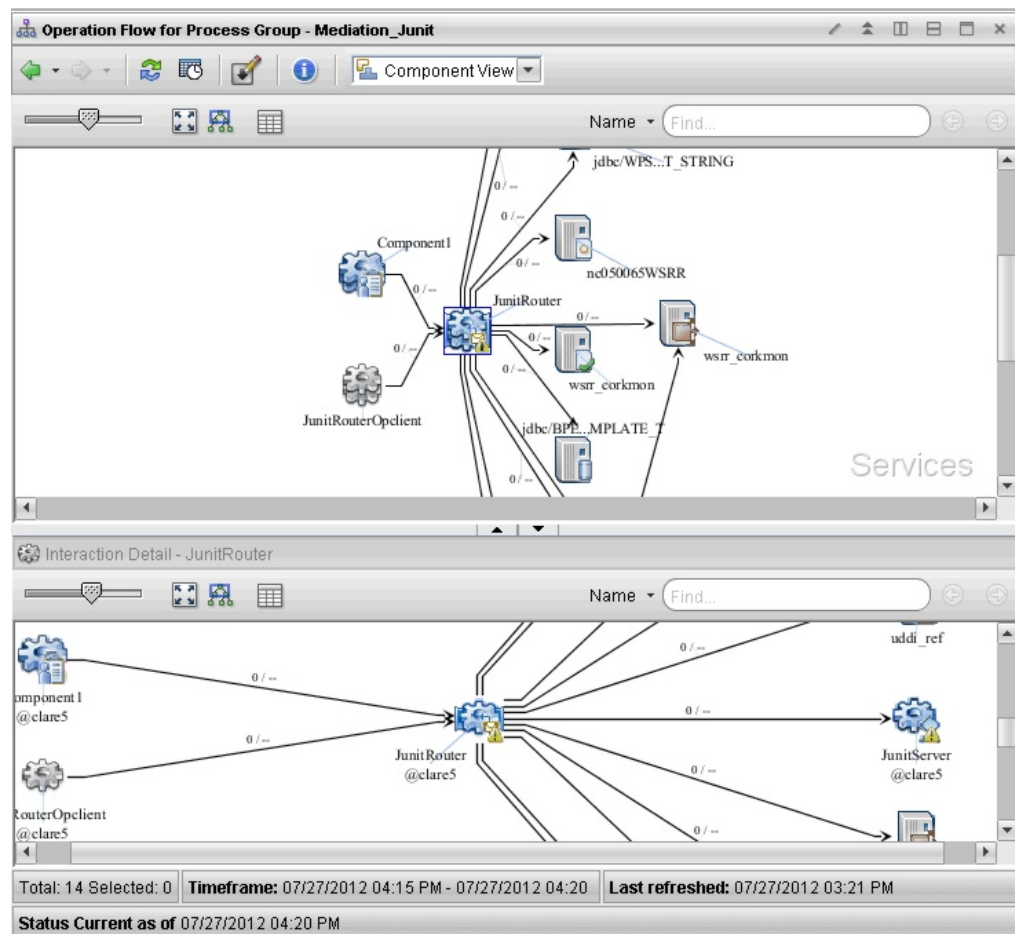 Operation Flow for Process Group - Mediation_Junit
Component View
Name
Find...
jdbc/WPS...T_STRING
0 / --
0 / --
Component1
nc050065WSRR
0 / --
0 / --
JunitRouter
0 / --
0 / --
0 / --
wsrr_corkmon
wsrr_corkmon
0 / --
JunitRouterOpclient
jdbc/BPE...MPLATE_T
0 / --
0 / --
Services
Interaction Detail - JunitRouter
Name
Find...
uddi_ref
0 / --
0 / --
omponent1
@clare5
0 / --
0 / --
JunitRouter
@clare5
JunitServer
@clare5
0 / --
RouterOpclient
@clare5
0 / --
Total: 14 Selected: 0
Timeframe: 07/27/2012 04:15 PM - 07/27/2012 04:20
Last refreshed: 07/27/2012 03:21 PM
Status Current as of 07/27/2012 04:20 PM